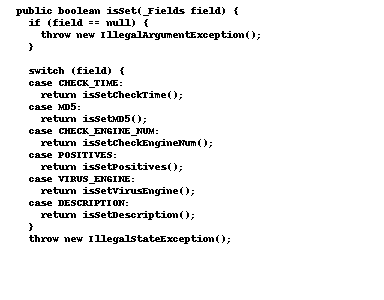 public boolean isSet(_Fields field) {
  if (field == null) {
    throw new IllegalArgumentException();
  }

  switch (field) {
  case CHECK_TIME:
    return isSetCheckTime();
  case MD5:
    return isSetMD5();
  case CHECK_ENGINE_NUM:
    return isSetCheckEngineNum();
  case POSITIVES:
    return isSetPositives();
  case VIRUS_ENGINE:
    return isSetVirusEngine();
  case DESCRIPTION:
    return isSetDescription();
  }
  throw new IllegalStateException();